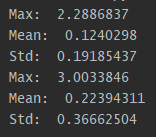 Max:  2.2886837
Mean:  0.1240298
Std:  0.19185437
Max:  3.0033846
Mean:  0.22394311
Std:  0.36662504